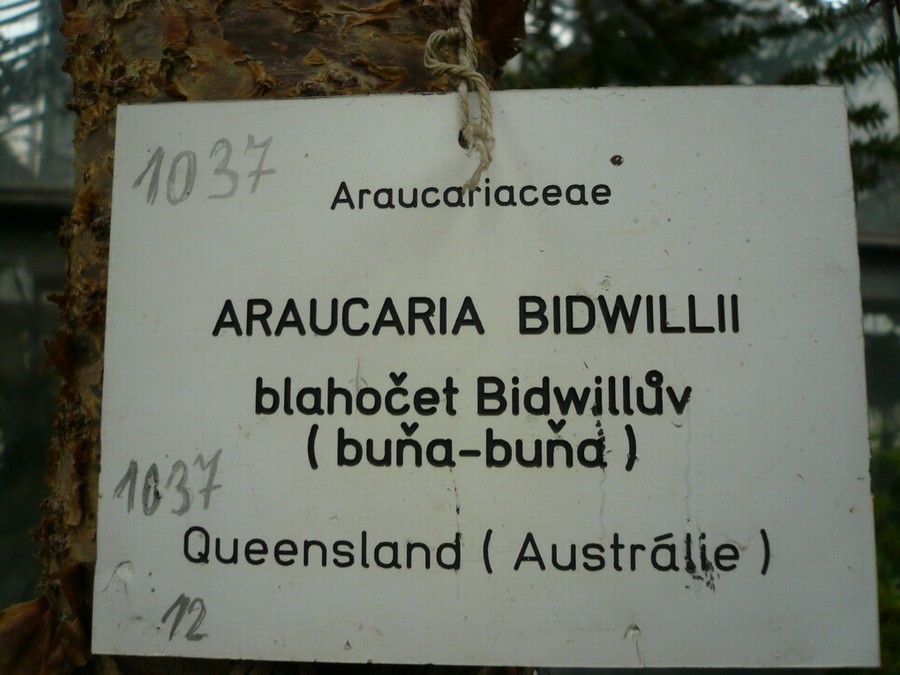 1037
Araucariaceae
ARAUCARIA BIDWILLII
blahočet Bidwillův
( buňa-buňa )
1037
Queensland ( Austrálie )
12